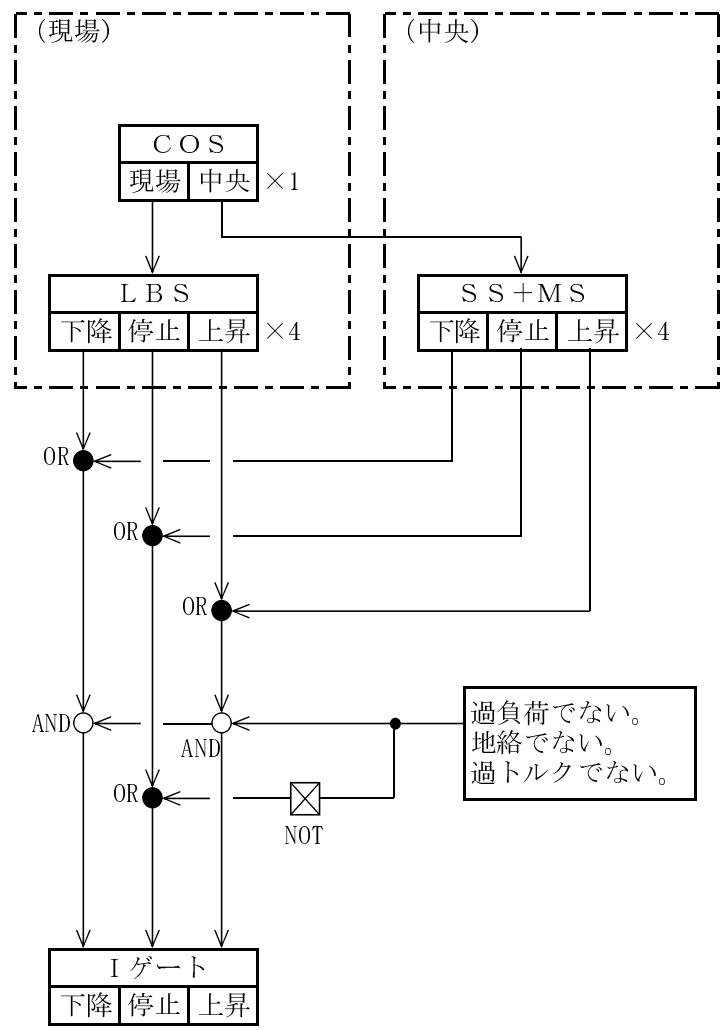 （現場）
（中央）
ＣＯＳ
現場 中央 ×1
ＬＢＳ
下降 停止 上昇 ×4
ＳＳ＋ＭＳ
下降 停止 上昇 ×4
OR
OR
OR
AND
AND
過負荷でない。
地絡でない。
過トルクでない。
OR
NOT
Ｉゲート
下降 停止 上昇